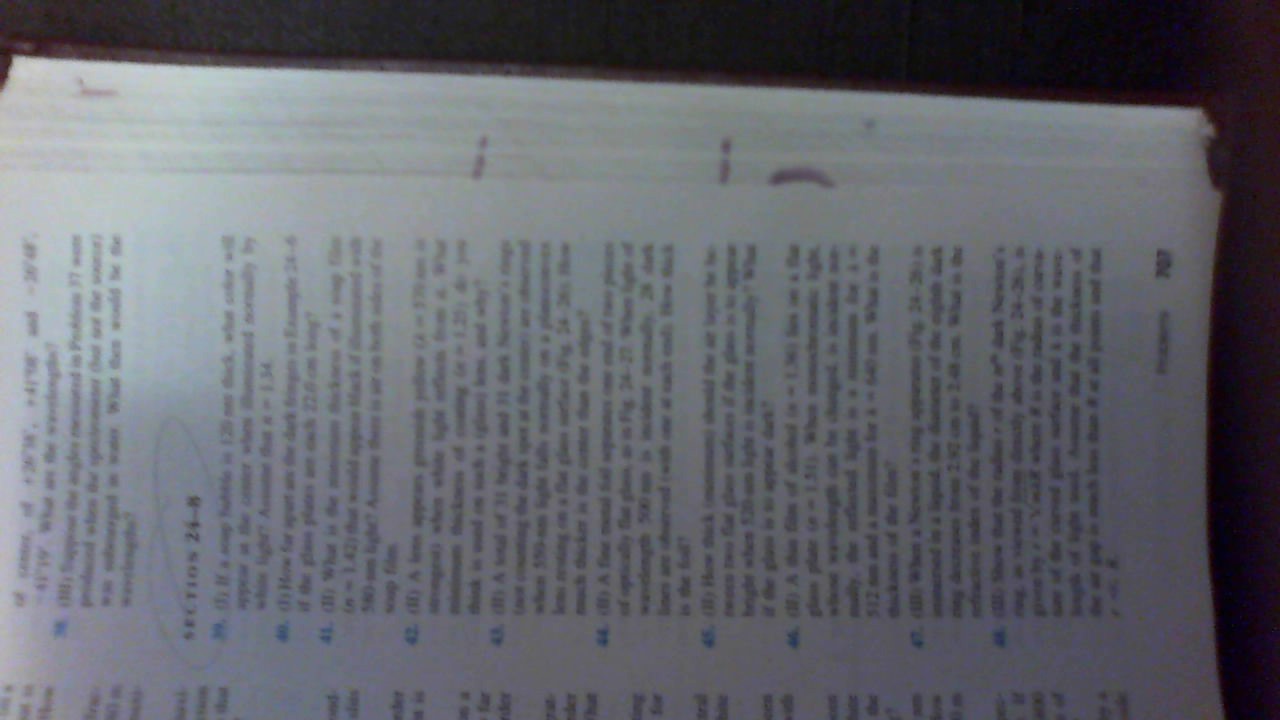 of center, of +26°38', +41°08' and -26°48',
-41°19'. What are the wavelengths?
38. (III) Suppose the angles measured in Problem 37 were
produced when the spectrometer (but not the source)
was submerged in water. What then would be the
wavelengths?
SECTION 24-8
39. (I) If a soap bubble is 120 nm thick, what color will
appear at the center when illuminated normally by
white light? Assume that n = 1.34.
40. (I) How far apart are the dark fringes in Example 24-6
if the glass plates are each 22.0 cm long?
41. (II) What is the minimum thickness of a soap film
(n = 1.42) that would appear black if illuminated with
580-nm light? Assume there is air on both sides of the
soap film.
42. (II) A lens appears greenish yellow (λ = 570 nm is
strongest) when white light reflects from it. What
minimum thickness of coating (n = 1.25) do you
think is used on such a (glass) lens, and why?
43. (II) A total of 31 bright and 31 dark Newton's rings
(not counting the dark spot at the center) are observed
when 550-nm light falls normally on a planoconvex
lens resting on a flat glass surface (Fig. 24-26). How
much thicker is the center than the edges?
44. (II) A fine metal foil separates one end of two pieces
of optically flat glass, as in Fig. 24-27. When light of
wavelength 500 nm is incident normally, 28 dark
lines are observed (with one at each end). How thick
is the foil?
45. (II) How thick (minimum) should the air layer be be-
tween two flat glass surfaces if the glass is to appear
bright when 520-nm light is incident normally? What
if the glass is to appear dark?
46. (II) A thin film of alcohol (n = 1.36) lies on a flat
glass plate (n = 1.51). When monochromatic light,
whose wavelength can be changed, is incident nor-
mally, the reflected light is a minimum for λ =
512 nm and a maximum for λ = 640 nm. What is the
thickness of the film?
47. (III) When a Newton's ring apparatus (Fig. 24-26) is
immersed in a liquid, the diameter of the eighth dark
ring decreases from 2.92 cm to 2.48 cm. What is the
refractive index of the liquid?
48. (III) Show that the radius r of the mth dark Newton's
ring, as viewed from directly above (Fig. 24-26), is
given by r = √mλR where R is the radius of curva-
ture of the curved glass surface and λ is the wave-
length of light used. Assume that the thickness of
the air gap is much less than R at all points and that
r << R.
Problems 707